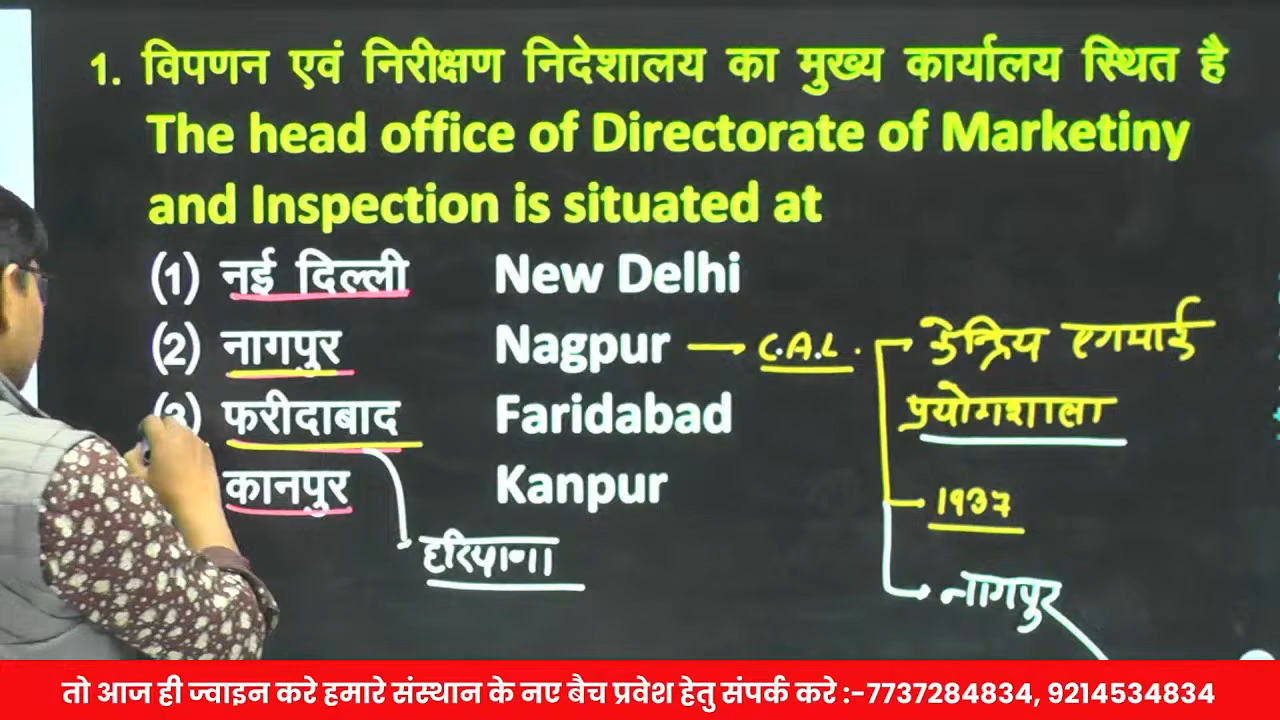 1. विपणन एवं निरीक्षण निदेशालय का मुख्य कार्यालय स्थित है
The head office of Directorate of Marketiny
and Inspection is situated at
(1) नई दिल्ली New Delhi
(2) नागपुर Nagpur → C.A.L.
केन्द्रिय एगमार्क
प्रयोगशाला
1937
नागपुर
(3) फरीदाबाद Faridabad
कानपुर Kanpur
हरियाणा
तो आज ही ज्वाइन करे हमारे संस्थान के नए बैच प्रवेश हेतु संपर्क करे :-7737284834, 9214534834